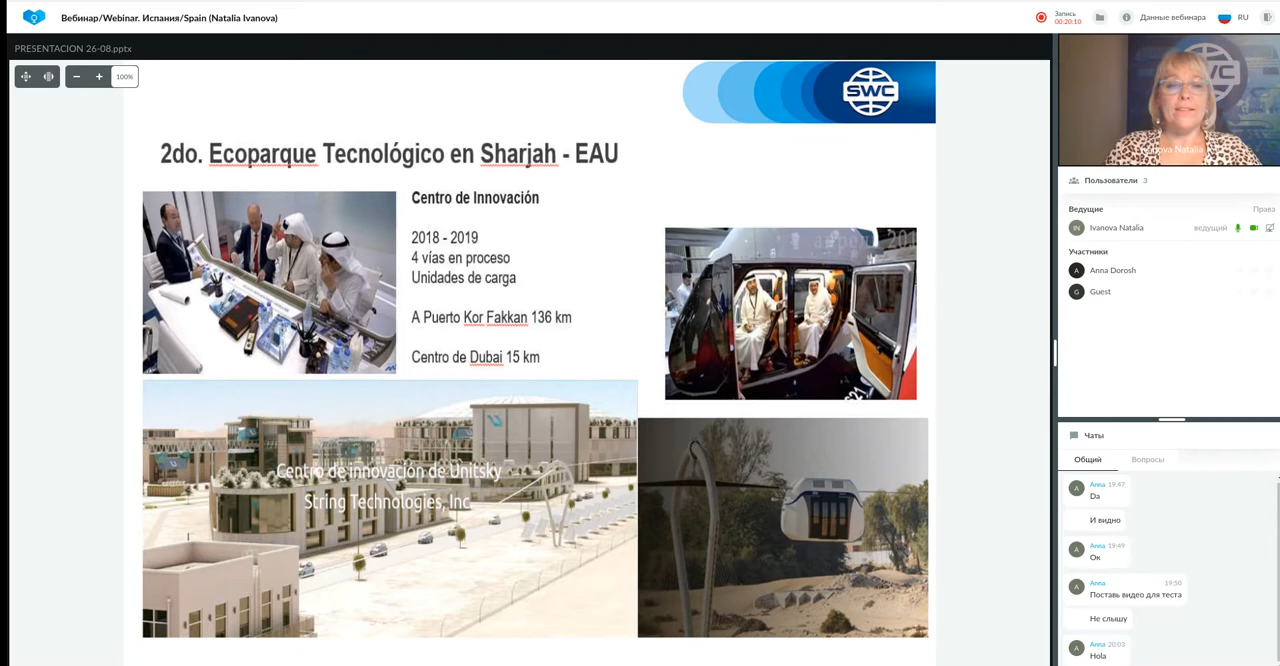 Вебинар/Webinar. Испания/Spain (Natalia Ivanova)
Запись
00:20:10
Данные вебинара
RU
PRESENTACION 26-08.pptx
100%
SWC
2do. Ecoparque Tecnológico en Sharjah - EAU
Centro de Innovación
2018 - 2019
4 vías en proceso
Unidades de carga
A Puerto Kor Fakkan 136 km
Centro de Dubai 15 km
Centro de innovación de Unitsky
String Technologies, Inc.
Ivanova Natalia
Пользователи 3
Ведущие
Права
IN
Ivanova Natalia
ведущий
Участники
A
Anna Dorosh
G
Guest
Чаты
Общий
Вопросы
A
Anna 19:47
Da
И видно
A
Anna 19:49
Ок
A
Anna 19:50
Поставь видео для теста
Не слышу
A
Anna 20:03
Hola